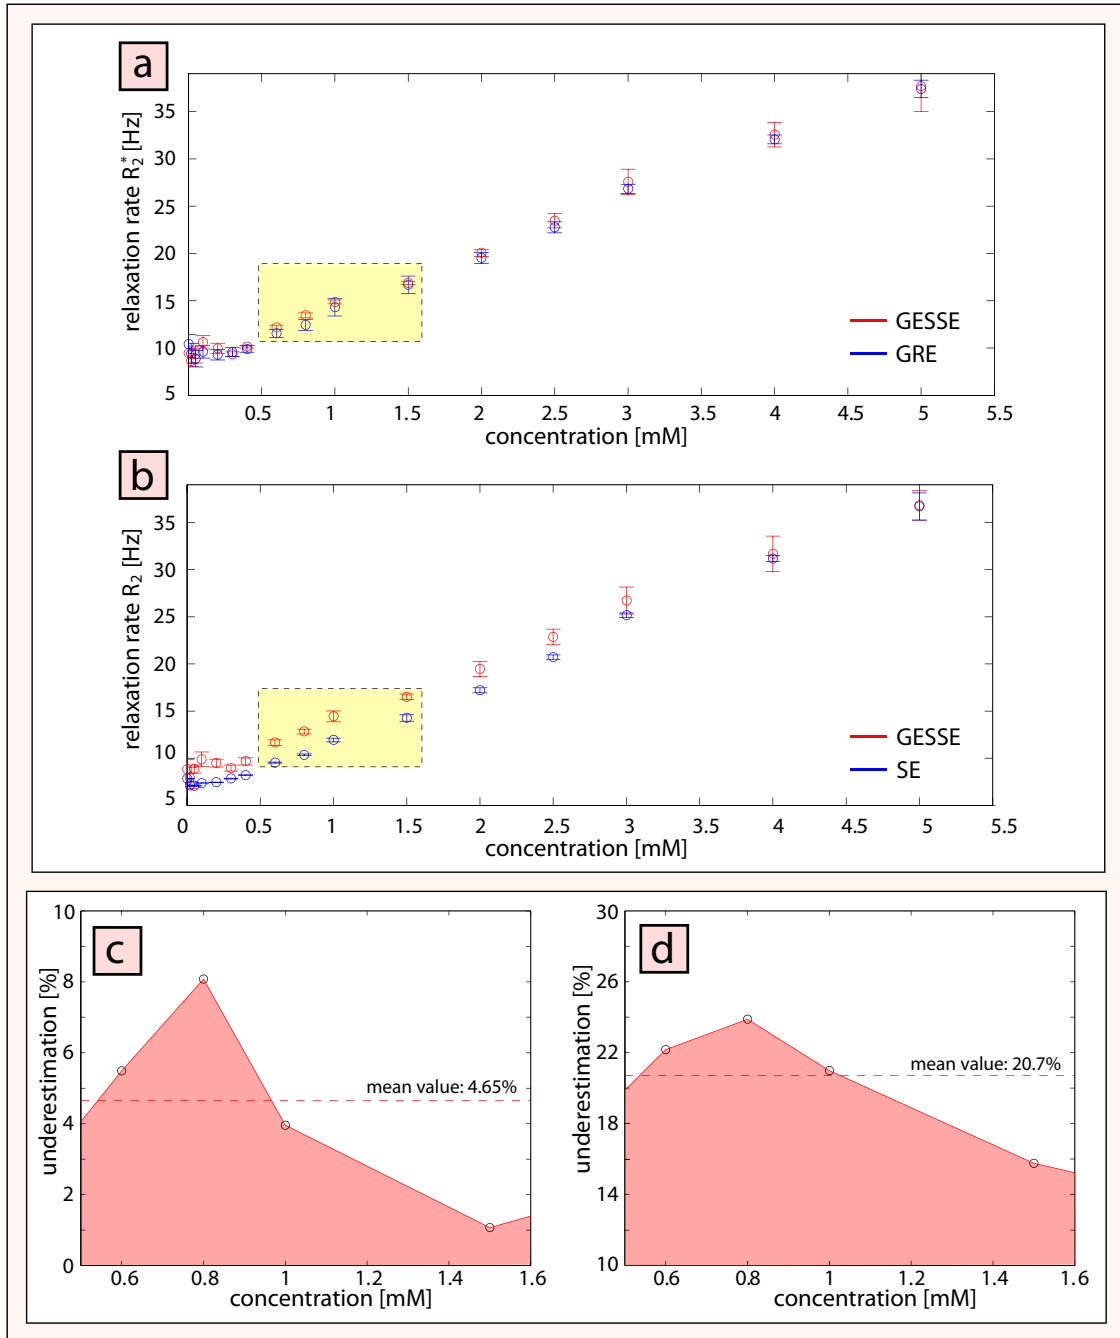 a
relaxation rate R2* [Hz]
35
30
25
20
15
10
5
0.5 1 1.5 2 2.5 3 3.5 4 4.5 5 5.5
concentration [mM]
GESSE
GRE
b
relaxation rate R2 [Hz]
35
30
25
20
15
10
5
0 0.5 1 1.5 2 2.5 3 3.5 4 4.5 5 5.5
concentration [mM]
GESSE
SE
c
underestimation [%]
10
8
6
4
2
0
0.6 0.8 1 1.2 1.4 1.6
concentration [mM]
mean value: 4.65%
d
underestimation [%]
30
26
22
18
14
10
0.6 0.8 1 1.2 1.4 1.6
concentration [mM]
mean value: 20.7%